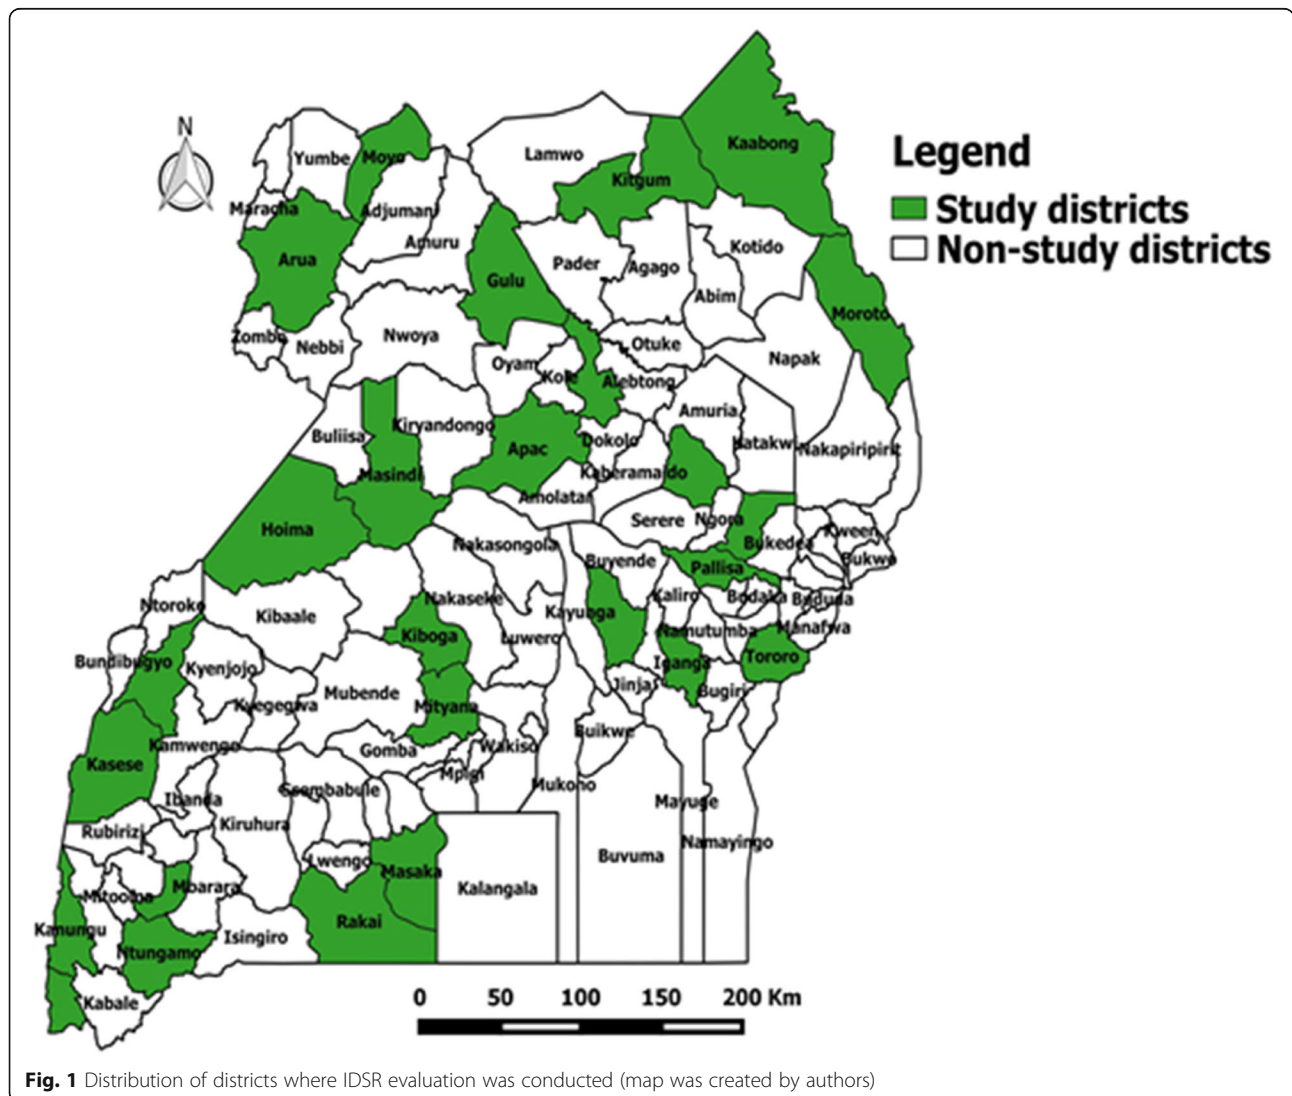 N
Kaabong
Legend
Yumbe
Moyo
Lamwo
Kitgum
Study districts
Maracha
Adjumani
Non-study districts
Amuru
Kotido
Arua
Pader
Agago
Gulu
Abim
Moroto
Zombo
Nebbi
Nwoya
Otuke
Napak
Oyam
Kole
Alebtong
Amuria
Buliisa
Kiryandongo
Dokolo
Katakwi
Apac
Nakapiripirit
Masindi
Kaberamaido
Amolatar
Hoima
Serere
Ngora
Kween
Nakasongola
Bukedea
Buyende
Bukwo
Pallisa
Ntoroko
Nakaseke
Kaliro
Budaka
Bududa
Kibaale
Kayunga
Kiboga
Luwero
Namutumba
Manafwa
Bundibugyo
Kyenjojo
Iganga
Tororo
Mubende
Jinja
Bugiri
Kyegegwa
Mityana
Kamwenge
Gomba
Wakiso
Buikwe
Kasese
Mpigi
Ssembabule
Mukono
Ibanda
Mayuge
Rubirizi
Kiruhura
Namayingo
Lwengo
Masaka
Buvuma
Mitooma
Mbarara
Kalangala
Kanungu
Rakai
Isingiro
Ntungamo
Kabale
0 50 100 150 200 Km
Fig. 1 Distribution of districts where IDSR evaluation was conducted (map was created by authors)